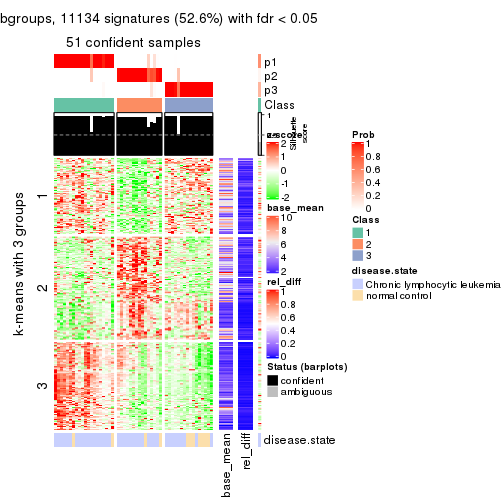 bgroups, 11134 signatures (52.6%) with fdr < 0.05
51 confident samples
p1
p2
p3
Class
1
Silhouette
score
k-means with 3 groups
1
2
3
z-score
2
1
0
-1
-2
base_mean
10
8
6
4
2
rel_diff
1
0.8
0.6
0.4
0.2
0
Status (barplots)
confident
ambiguous
Prob
1
0.8
0.6
0.4
0.2
0
Class
1
2
3
disease.state
Chronic lymphocytic leukemia
normal control
disease.state
base_mean
rel_diff